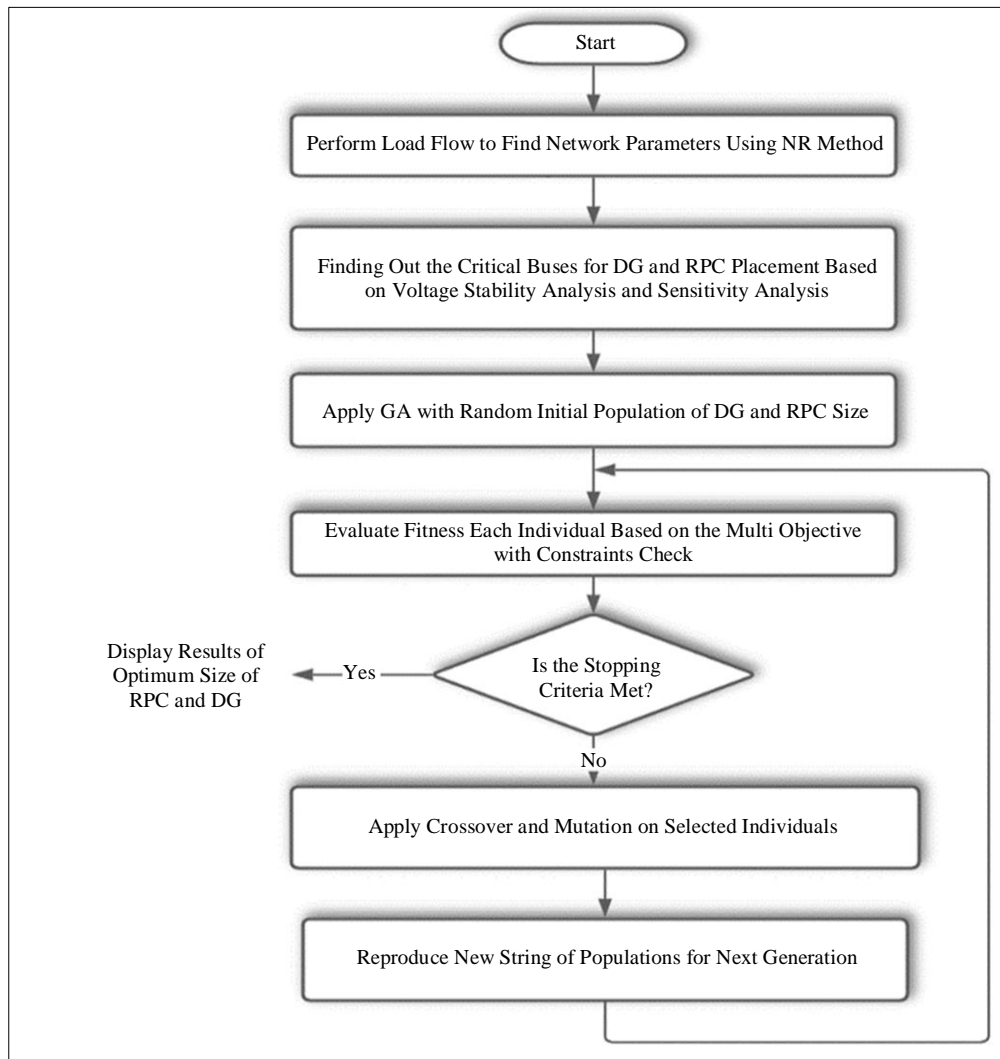 Start
Perform Load Flow to Find Network Parameters Using NR Method
Finding Out the Critical Buses for DG and RPC Placement Based
on Voltage Stability Analysis and Sensitivity Analysis
Apply GA with Random Initial Population of DG and RPC Size
Evaluate Fitness Each Individual Based on the Multi Objective
with Constraints Check
Is the Stopping
Criteria Met?
Yes
Display Results of
Optimum Size of
RPC and DG
No
Apply Crossover and Mutation on Selected Individuals
Reproduce New String of Populations for Next Generation